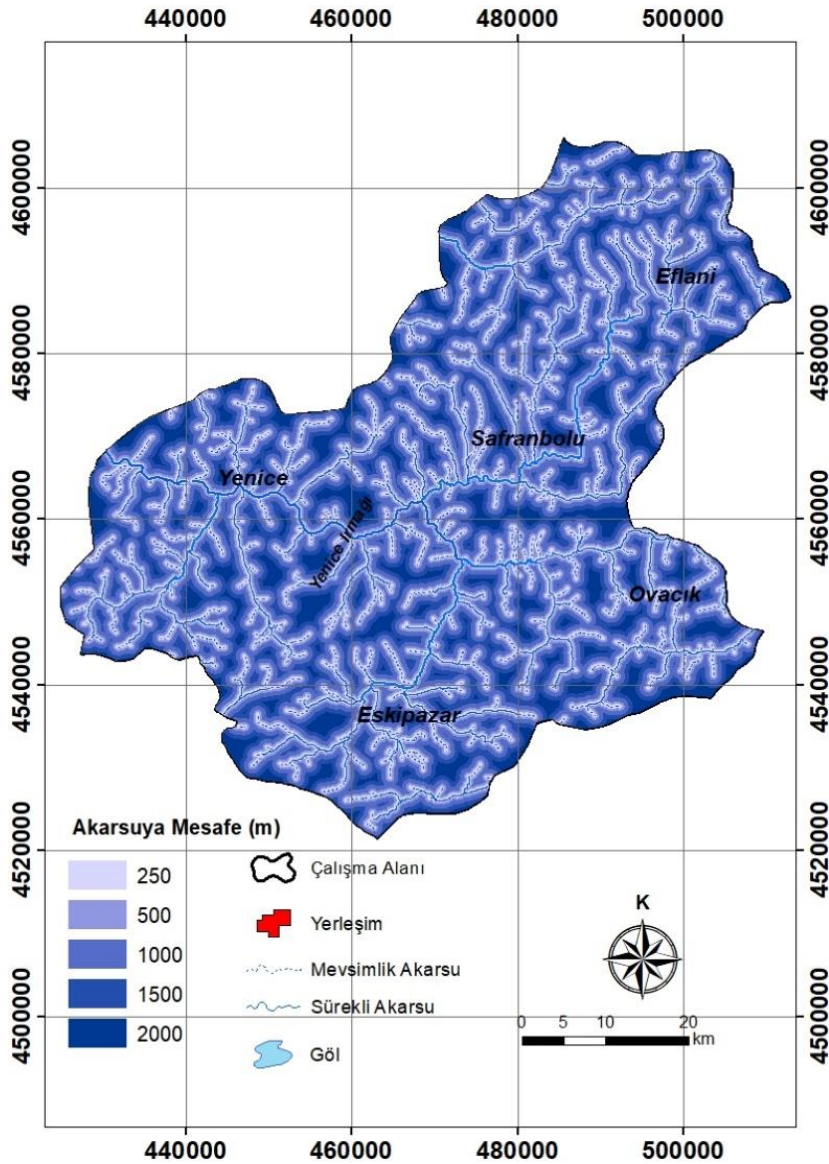 440000 460000 480000 500000
4600000 4600000
Eflani
4580000 4580000
Safranbolu
Yenice
4560000 4560000
Yenice Irmağı
Ovacık
4540000 4540000
Eskipazar
4520000 4520000
4500000 4500000
Akarsuya Mesafe (m)
250
500
1000
1500
2000
Çalışma Alanı
Yerleşim
Mevsimlik Akarsu
Sürekli Akarsu
Göl
K
0 5 10 20
km
440000 460000 480000 500000